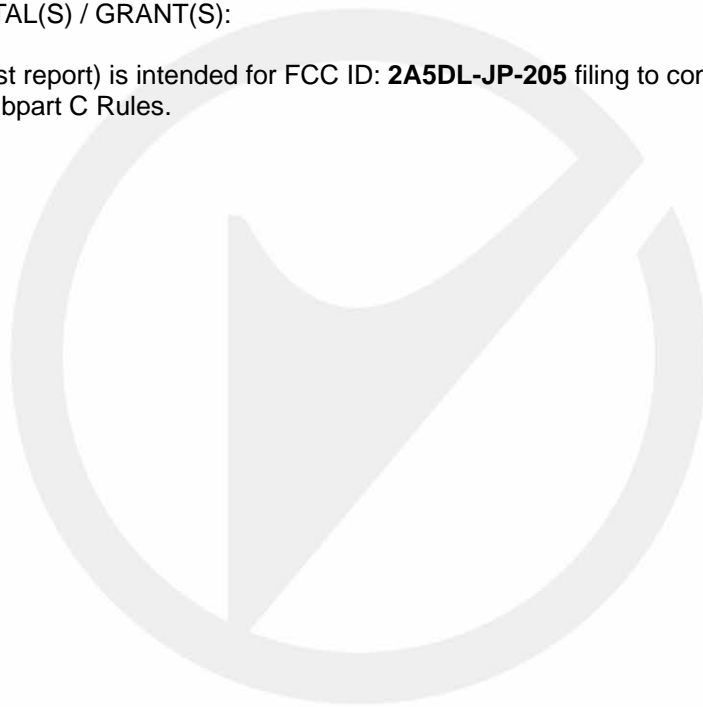 TAL(S) / GRANT(S):
st report) is intended for FCC ID: 2A5DL-JP-205 filing to cor
bpart C Rules.